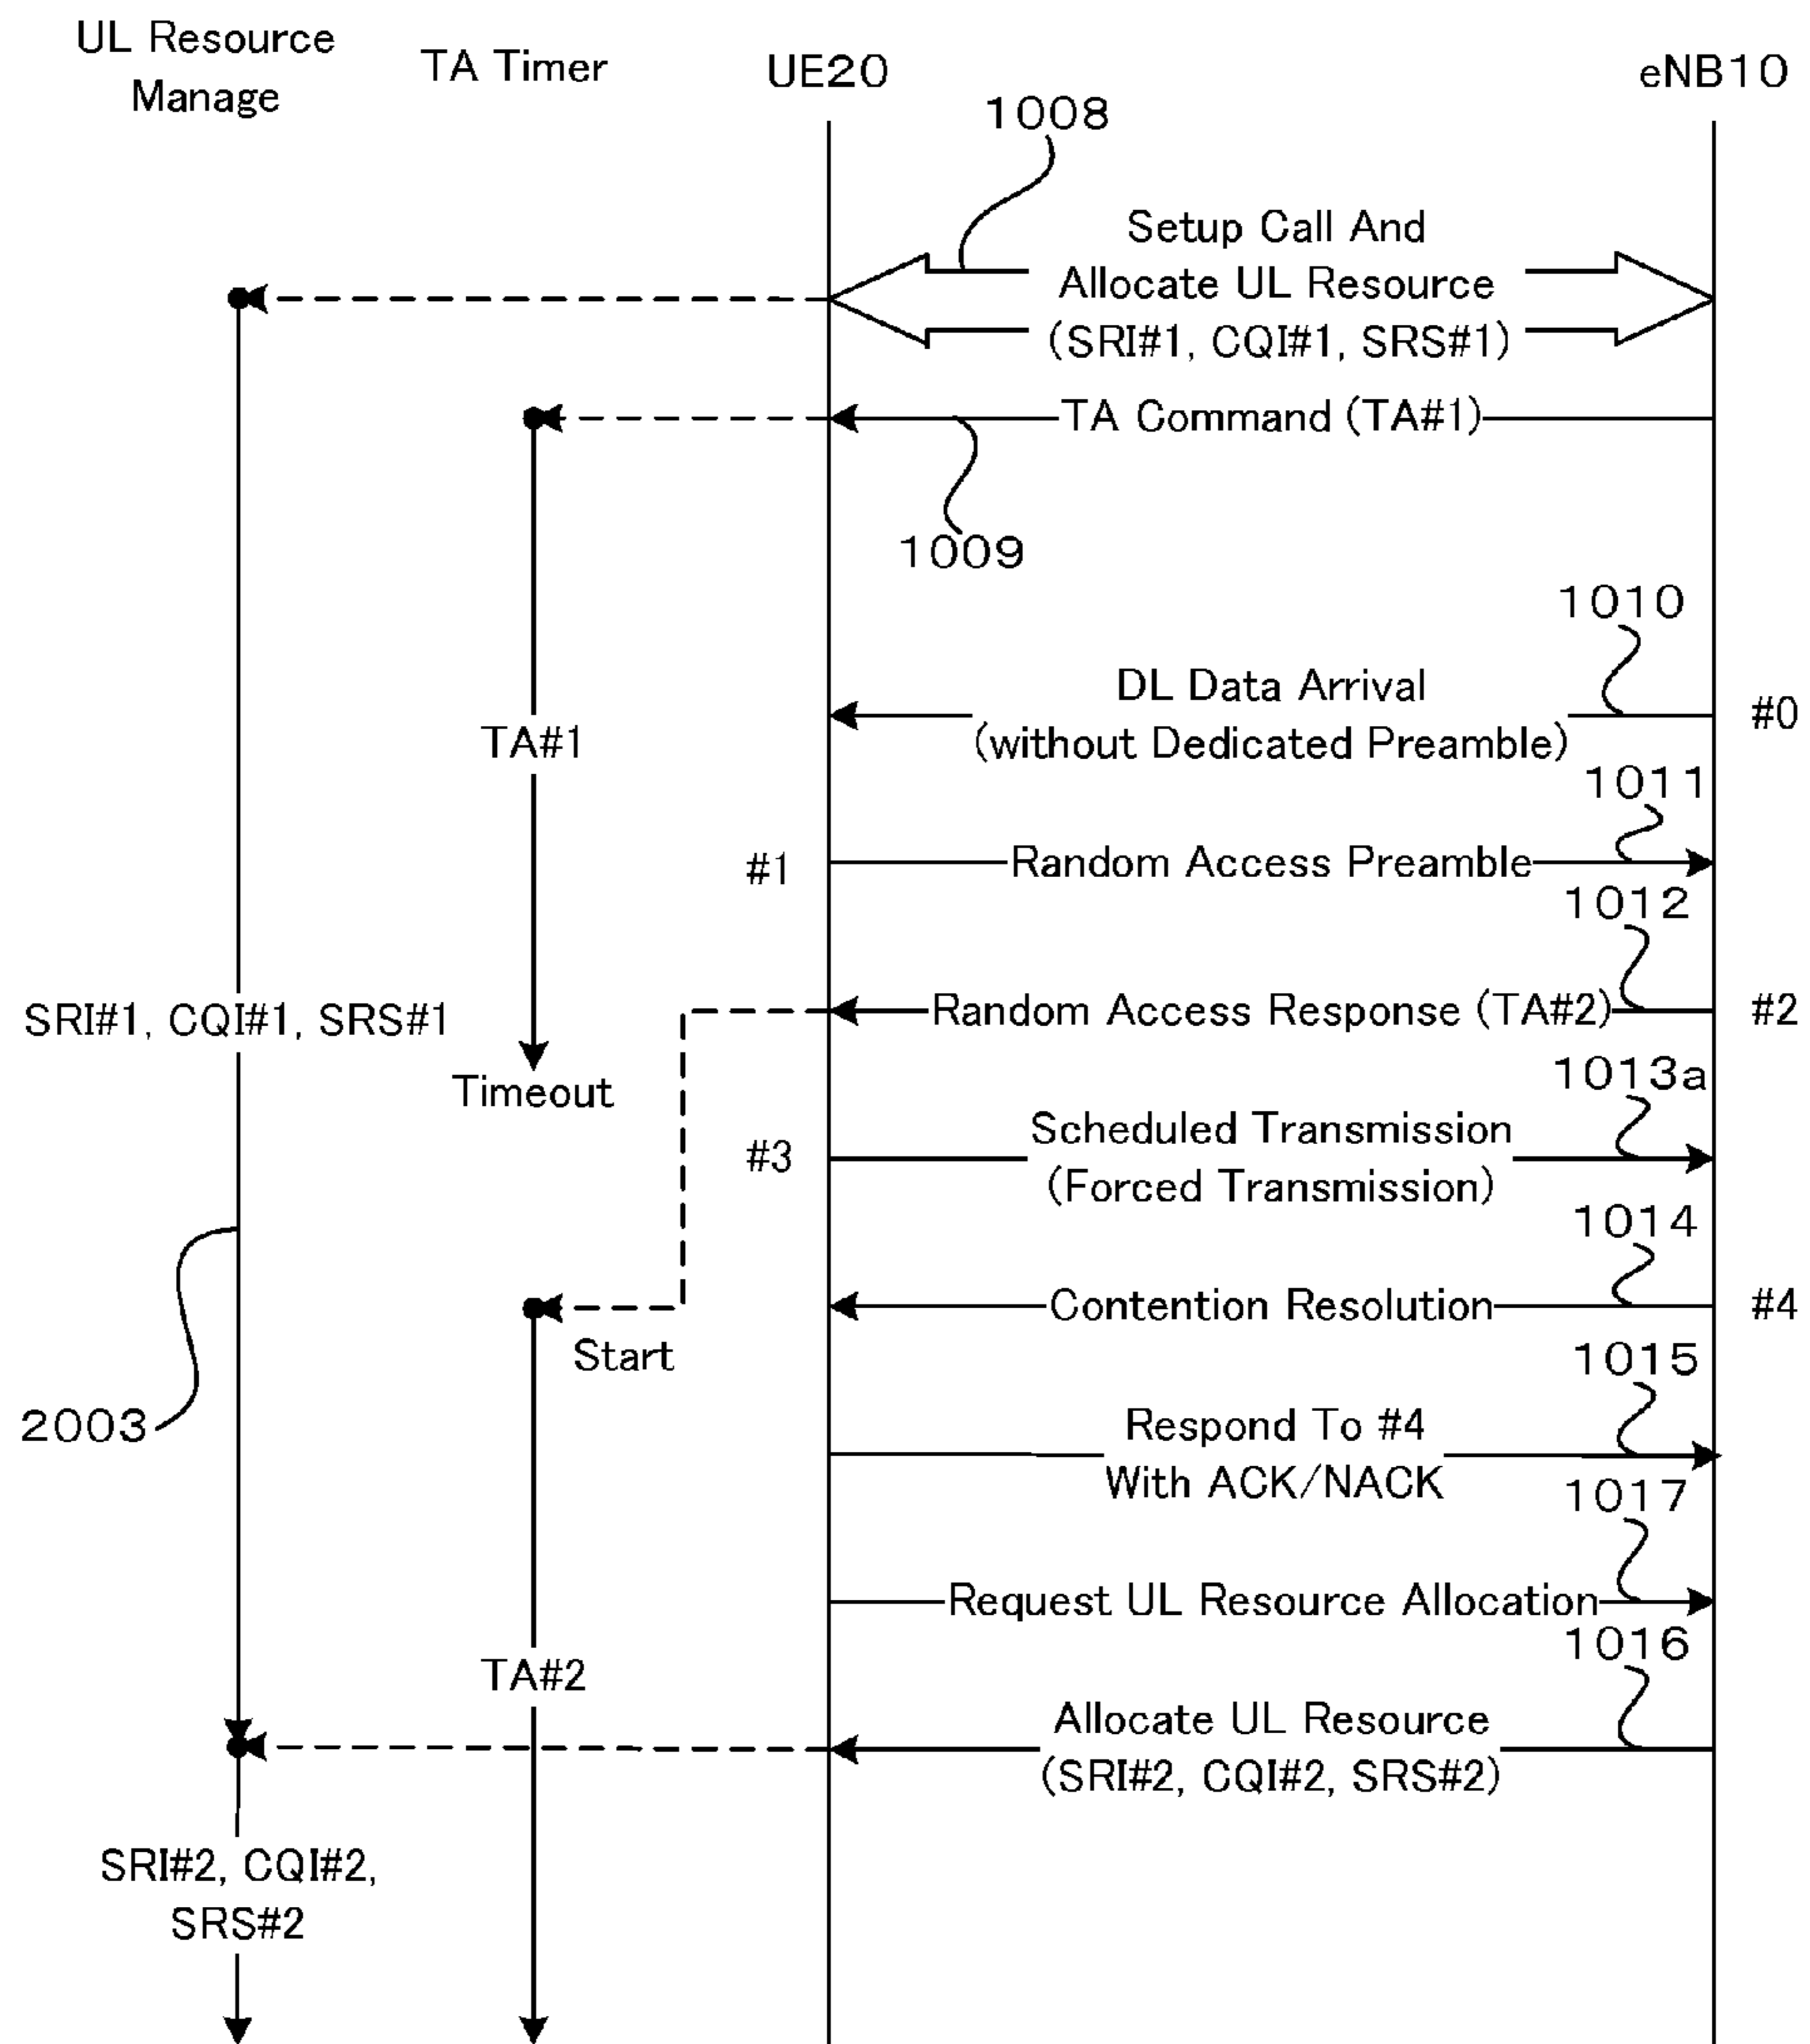 UL Resource
Manage
TA Timer
UE20
eNB10
1008
Setup Call And
Allocate UL Resource
(SRI#1, CQI#1, SRS#1)
TA Command (TA#1)
1009
1010
DL Data Arrival
(without Dedicated Preamble)
#0
TA#1
1011
#1
Random Access Preamble
1012
SRI#1, CQI#1, SRS#1
Random Access Response (TA#2)
#2
Timeout
1013a
#3
Scheduled Transmission
(Forced Transmission)
1014
Contention Resolution
#4
Start
1015
2003
Respond To #4
With ACK/NACK
1017
Request UL Resource Allocation
1016
TA#2
Allocate UL Resource
(SRI#2, CQI#2, SRS#2)
SRI#2, CQI#2,
SRS#2